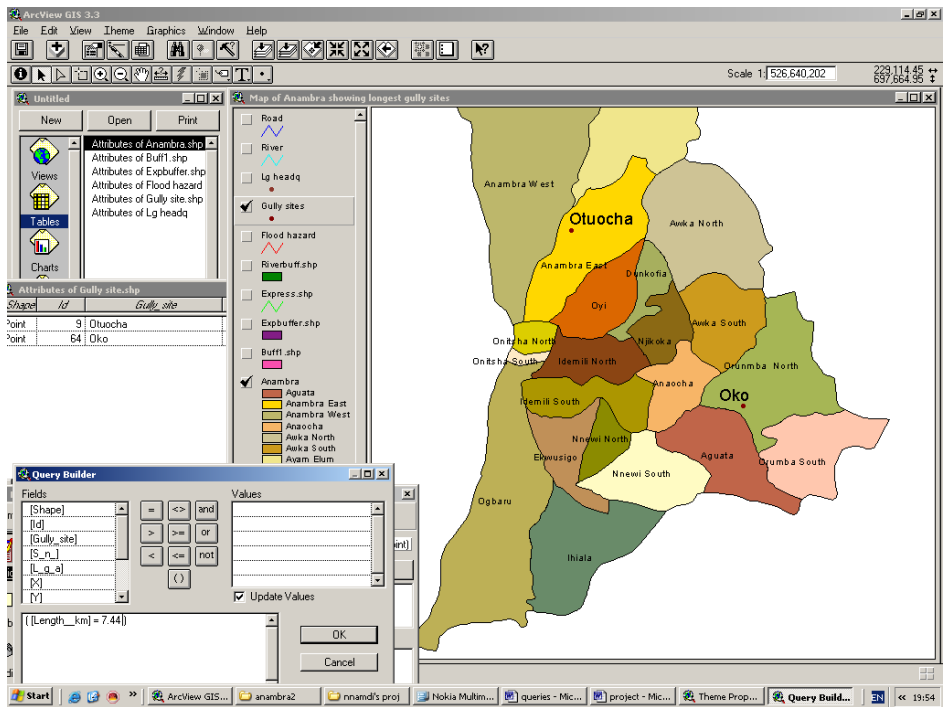 ArcView GIS 3.3
File Edit View Theme Graphics Window Help
Scale 1: 526,640,202
229,114.45
697,664.95
Untitled
New Open Print
Views
Tables
Charts
Attributes of Anambra.shp
Attributes of Buff1.shp
Attributes of Expbuffer.shp
Attributes of Flood hazard
Attributes of Gully site.shp
Attributes of Lg headq
Attributes of Gully site.shp
Shape Id Gully_site
Point 9 Otuocha
Point 64 Oko
Map of Anambra showing longest gully sites
Road
River
Lg headq
Gully sites
Flood hazard
Riverbuff.shp
Express.shp
Expbuffer.shp
Buff1.shp
Anambra
Aguata
Anambra East
Anambra West
Anaocha
Awka North
Awka South
Ayam Elum
Anambra West
Otuocha
Awka North
Anambra East
Dunkofia
Oyi
Awka South
Onitsha North
Njikoka
Onitsha South
Idemili North
Orunmba North
Anaocha
Idemili South
Oko
Nnewi North
Ekwusigo
Aguata
Orumba South
Nnewi South
Ogbaru
Ihiala
Query Builder
Fields
[Shape]
[Id]
[Gully_site]
[S_n_]
[L_g_a]
[X]
[Y]
= <> and
> >= or
< <= not
( )
Values
Update Values
( [Length__km] = 7.44)
OK
Cancel
int)
Start » ArcView GIS... anambra2 nnamdi's proj Nokia Multim... queries - Mic... project - Mic... Theme Prop... Query Build... EN « 19:54